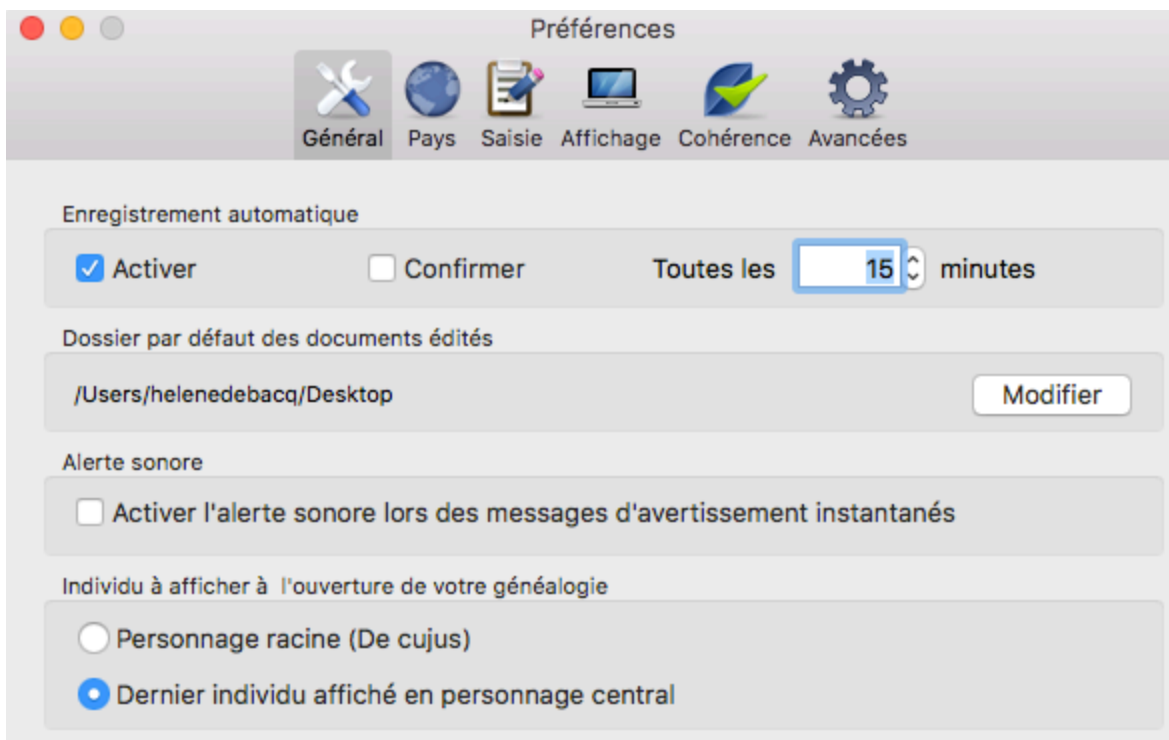 Préférences
Général Pays Saisie Affichage Cohérence Avancées
Enregistrement automatique
Activer Confirmer Toutes les 15 minutes
Dossier par défaut des documents édités
/Users/helenedebacq/Desktop Modifier
Alerte sonore
Activer l'alerte sonore lors des messages d'avertissement instantanés
Individu à afficher à l'ouverture de votre généalogie
Personnage racine (De cujus)
Dernier individu affiché en personnage central